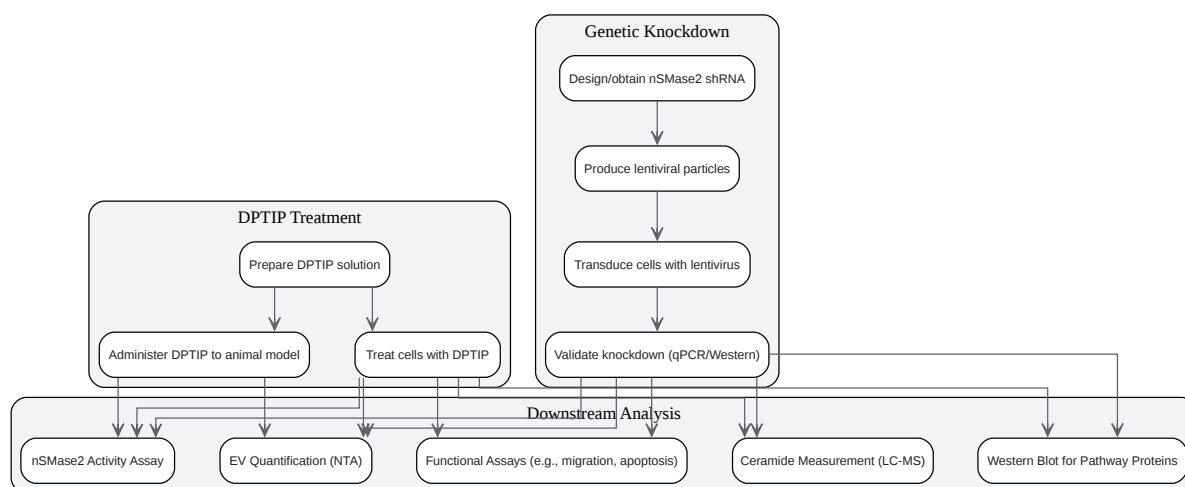 Genetic Knockdown
Design/obtain nSMase2 shRNA
Produce lentiviral particles
DPTIP Treatment
Prepare DPTIP solution
Transduce cells with lentivirus
Administer DPTIP to animal model
Treat cells with DPTIP
Validate knockdown (qPCR/Western)
Downstream Analysis
nSMase2 Activity Assay
EV Quantification (NTA)
Functional Assays (e.g., migration, apoptosis)
Ceramide Measurement (LC-MS)
Western Blot for Pathway Proteins